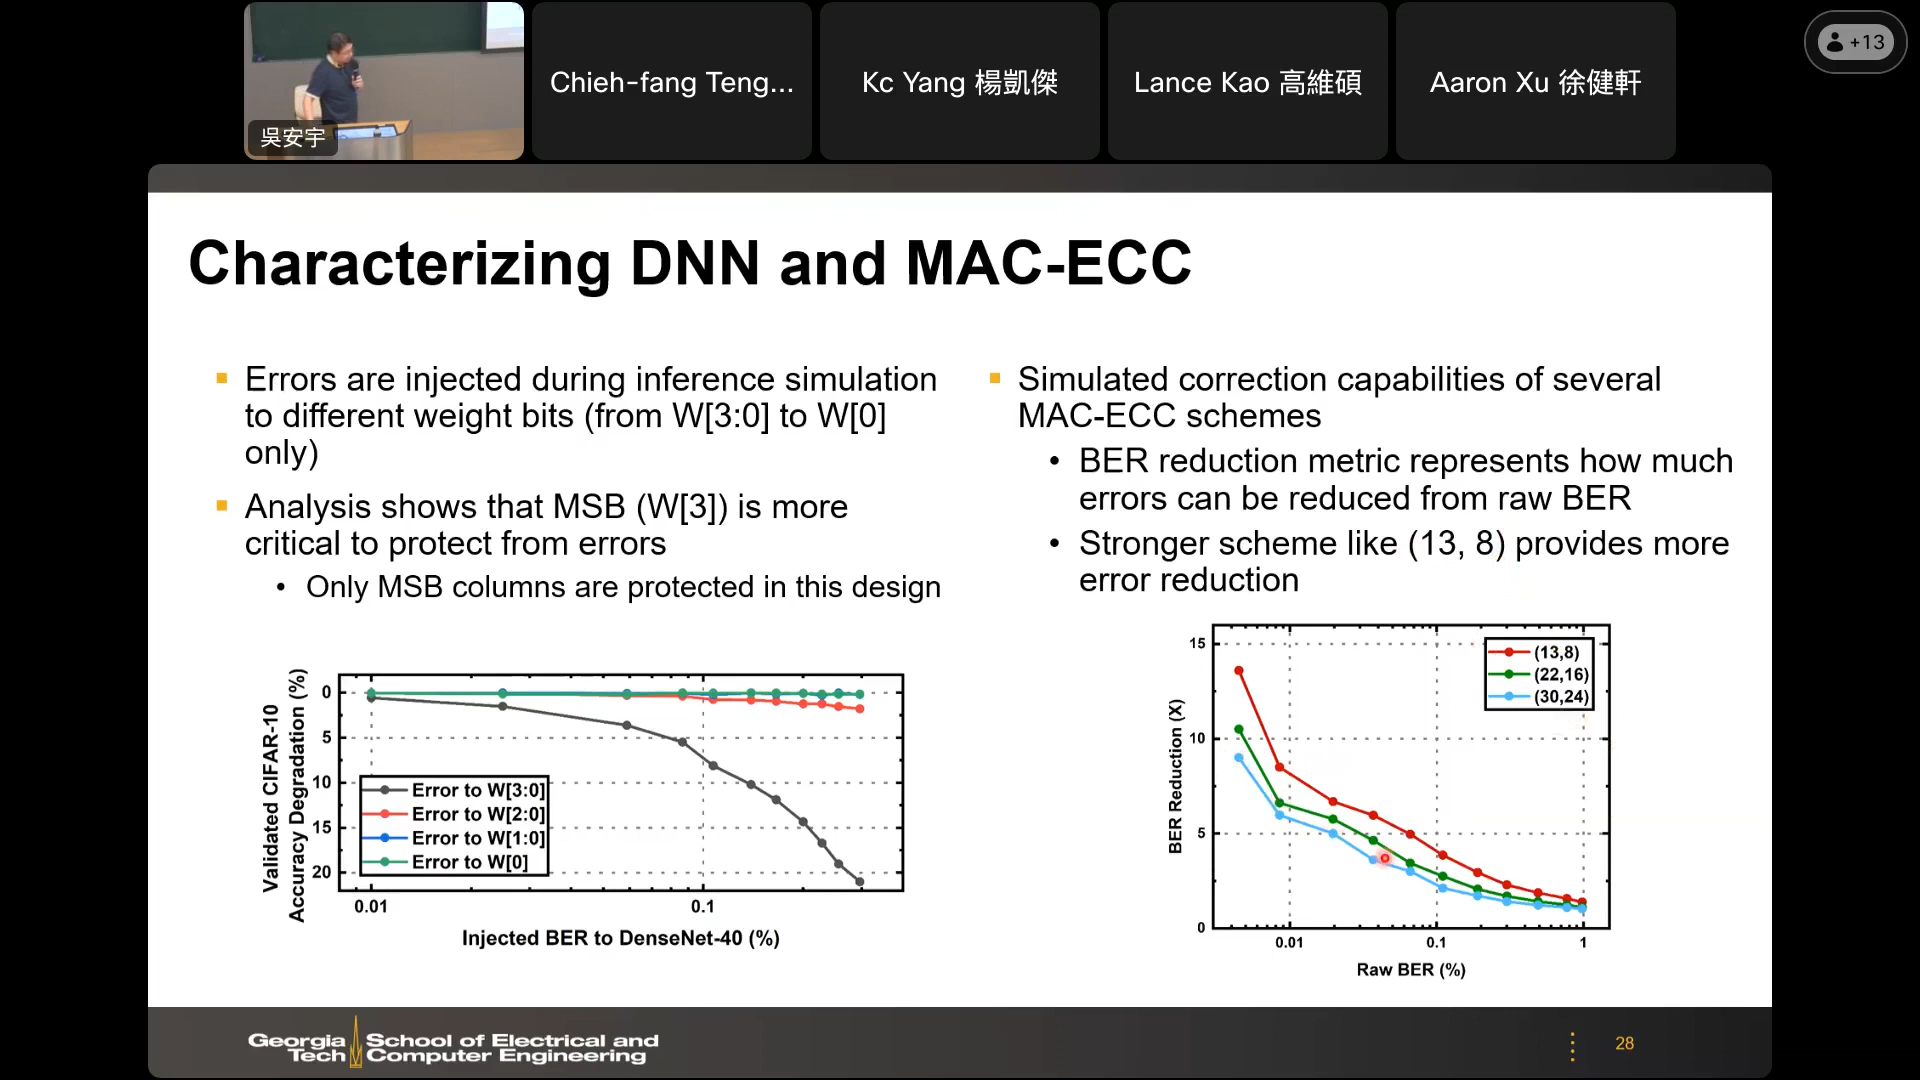 吳安宇
Chieh-fang Teng...
Kc Yang 楊凱傑
Lance Kao 高維碩
Aaron Xu 徐健軒
+13
Characterizing DNN and MAC-ECC
Errors are injected during inference simulation
to different weight bits (from W[3:0] to W[0]
only)
Analysis shows that MSB (W[3]) is more
critical to protect from errors
Only MSB columns are protected in this design
Simulated correction capabilities of several
MAC-ECC schemes
BER reduction metric represents how much
errors can be reduced from raw BER
Stronger scheme like (13, 8) provides more
error reduction
Validated CIFAR-10
Accuracy Degradation (%)
0
5
10
15
20
Error to W[3:0]
Error to W[2:0]
Error to W[1:0]
Error to W[0]
0.01
0.1
Injected BER to DenseNet-40 (%)
BER Reduction (X)
15
10
5
0
(13,8)
(22,16)
(30,24)
0.01
0.1
1
Raw BER (%)
Georgia
Tech
School of Electrical and
Computer Engineering
28